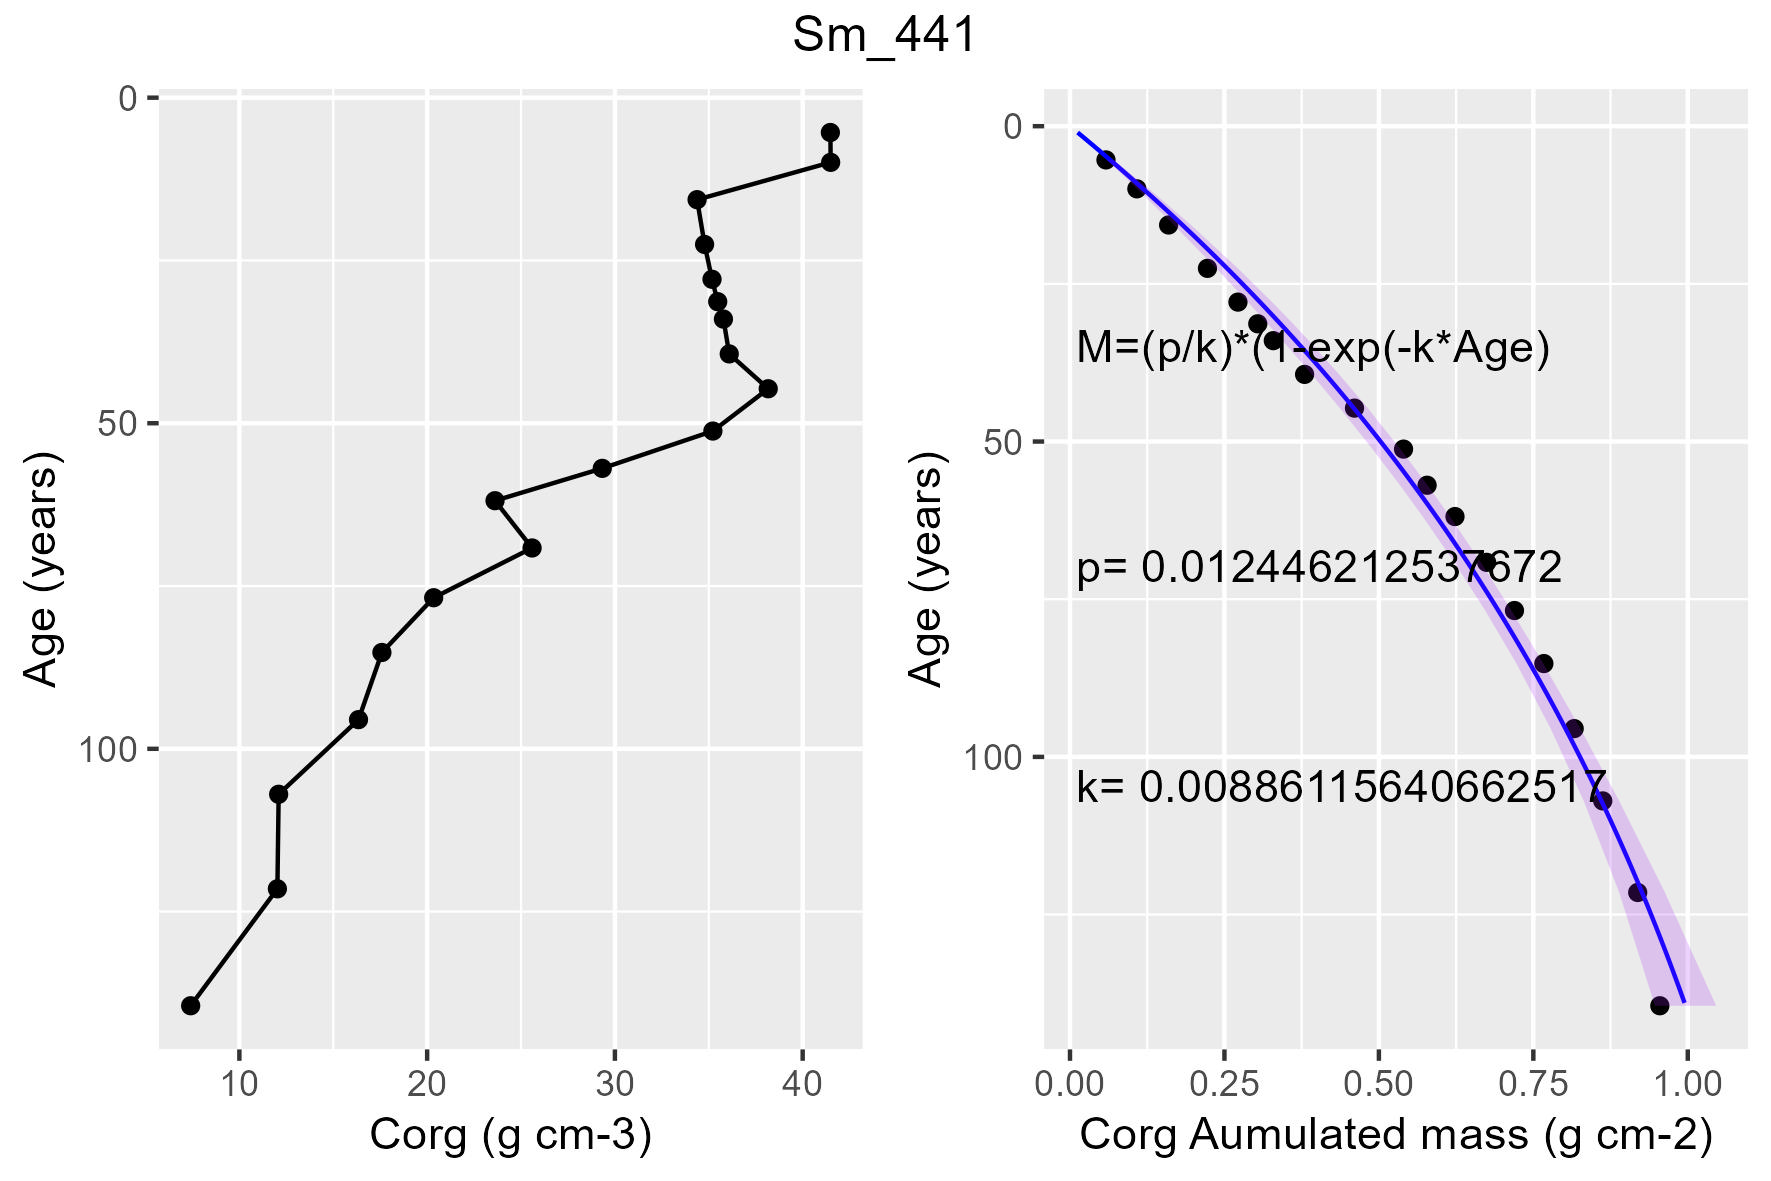 Sm_441
0
50
100
Age (years)
10 20 30 40
Corg (g cm-3)
0
50
100
Age (years)
M=(p/k)*(1-exp(-k*Age)
p= 0.012446212537672
k= 0.00886115640662517
0.00 0.25 0.50 0.75 1.00
Corg Aumulated mass (g cm-2)